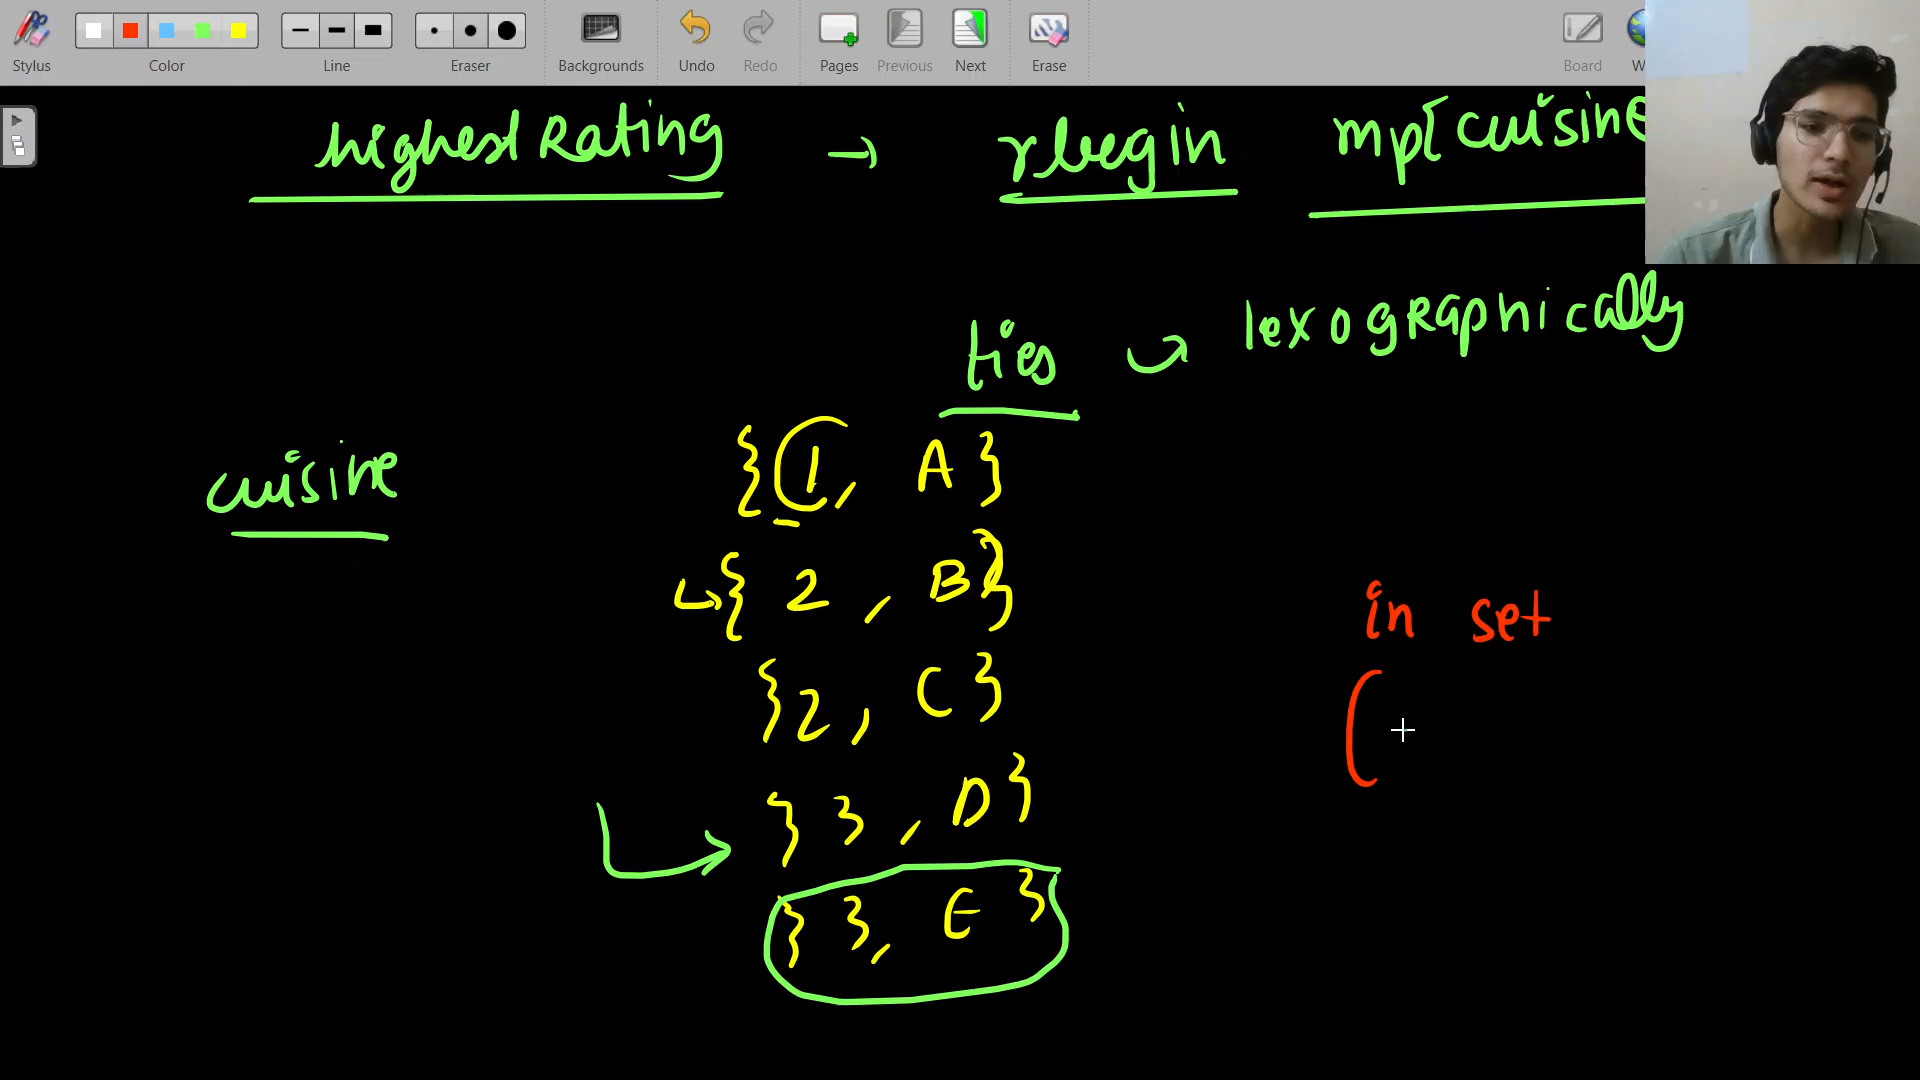 Stylus Color Line Eraser Backgrounds Undo Redo Pages Previous Next Erase Board W
highest Rating → rbegin mp[cuisine
ties lexographically
cuisine
{1, A}
{2, B}
{2, C}
}3, D}
}3, E}
in set
(